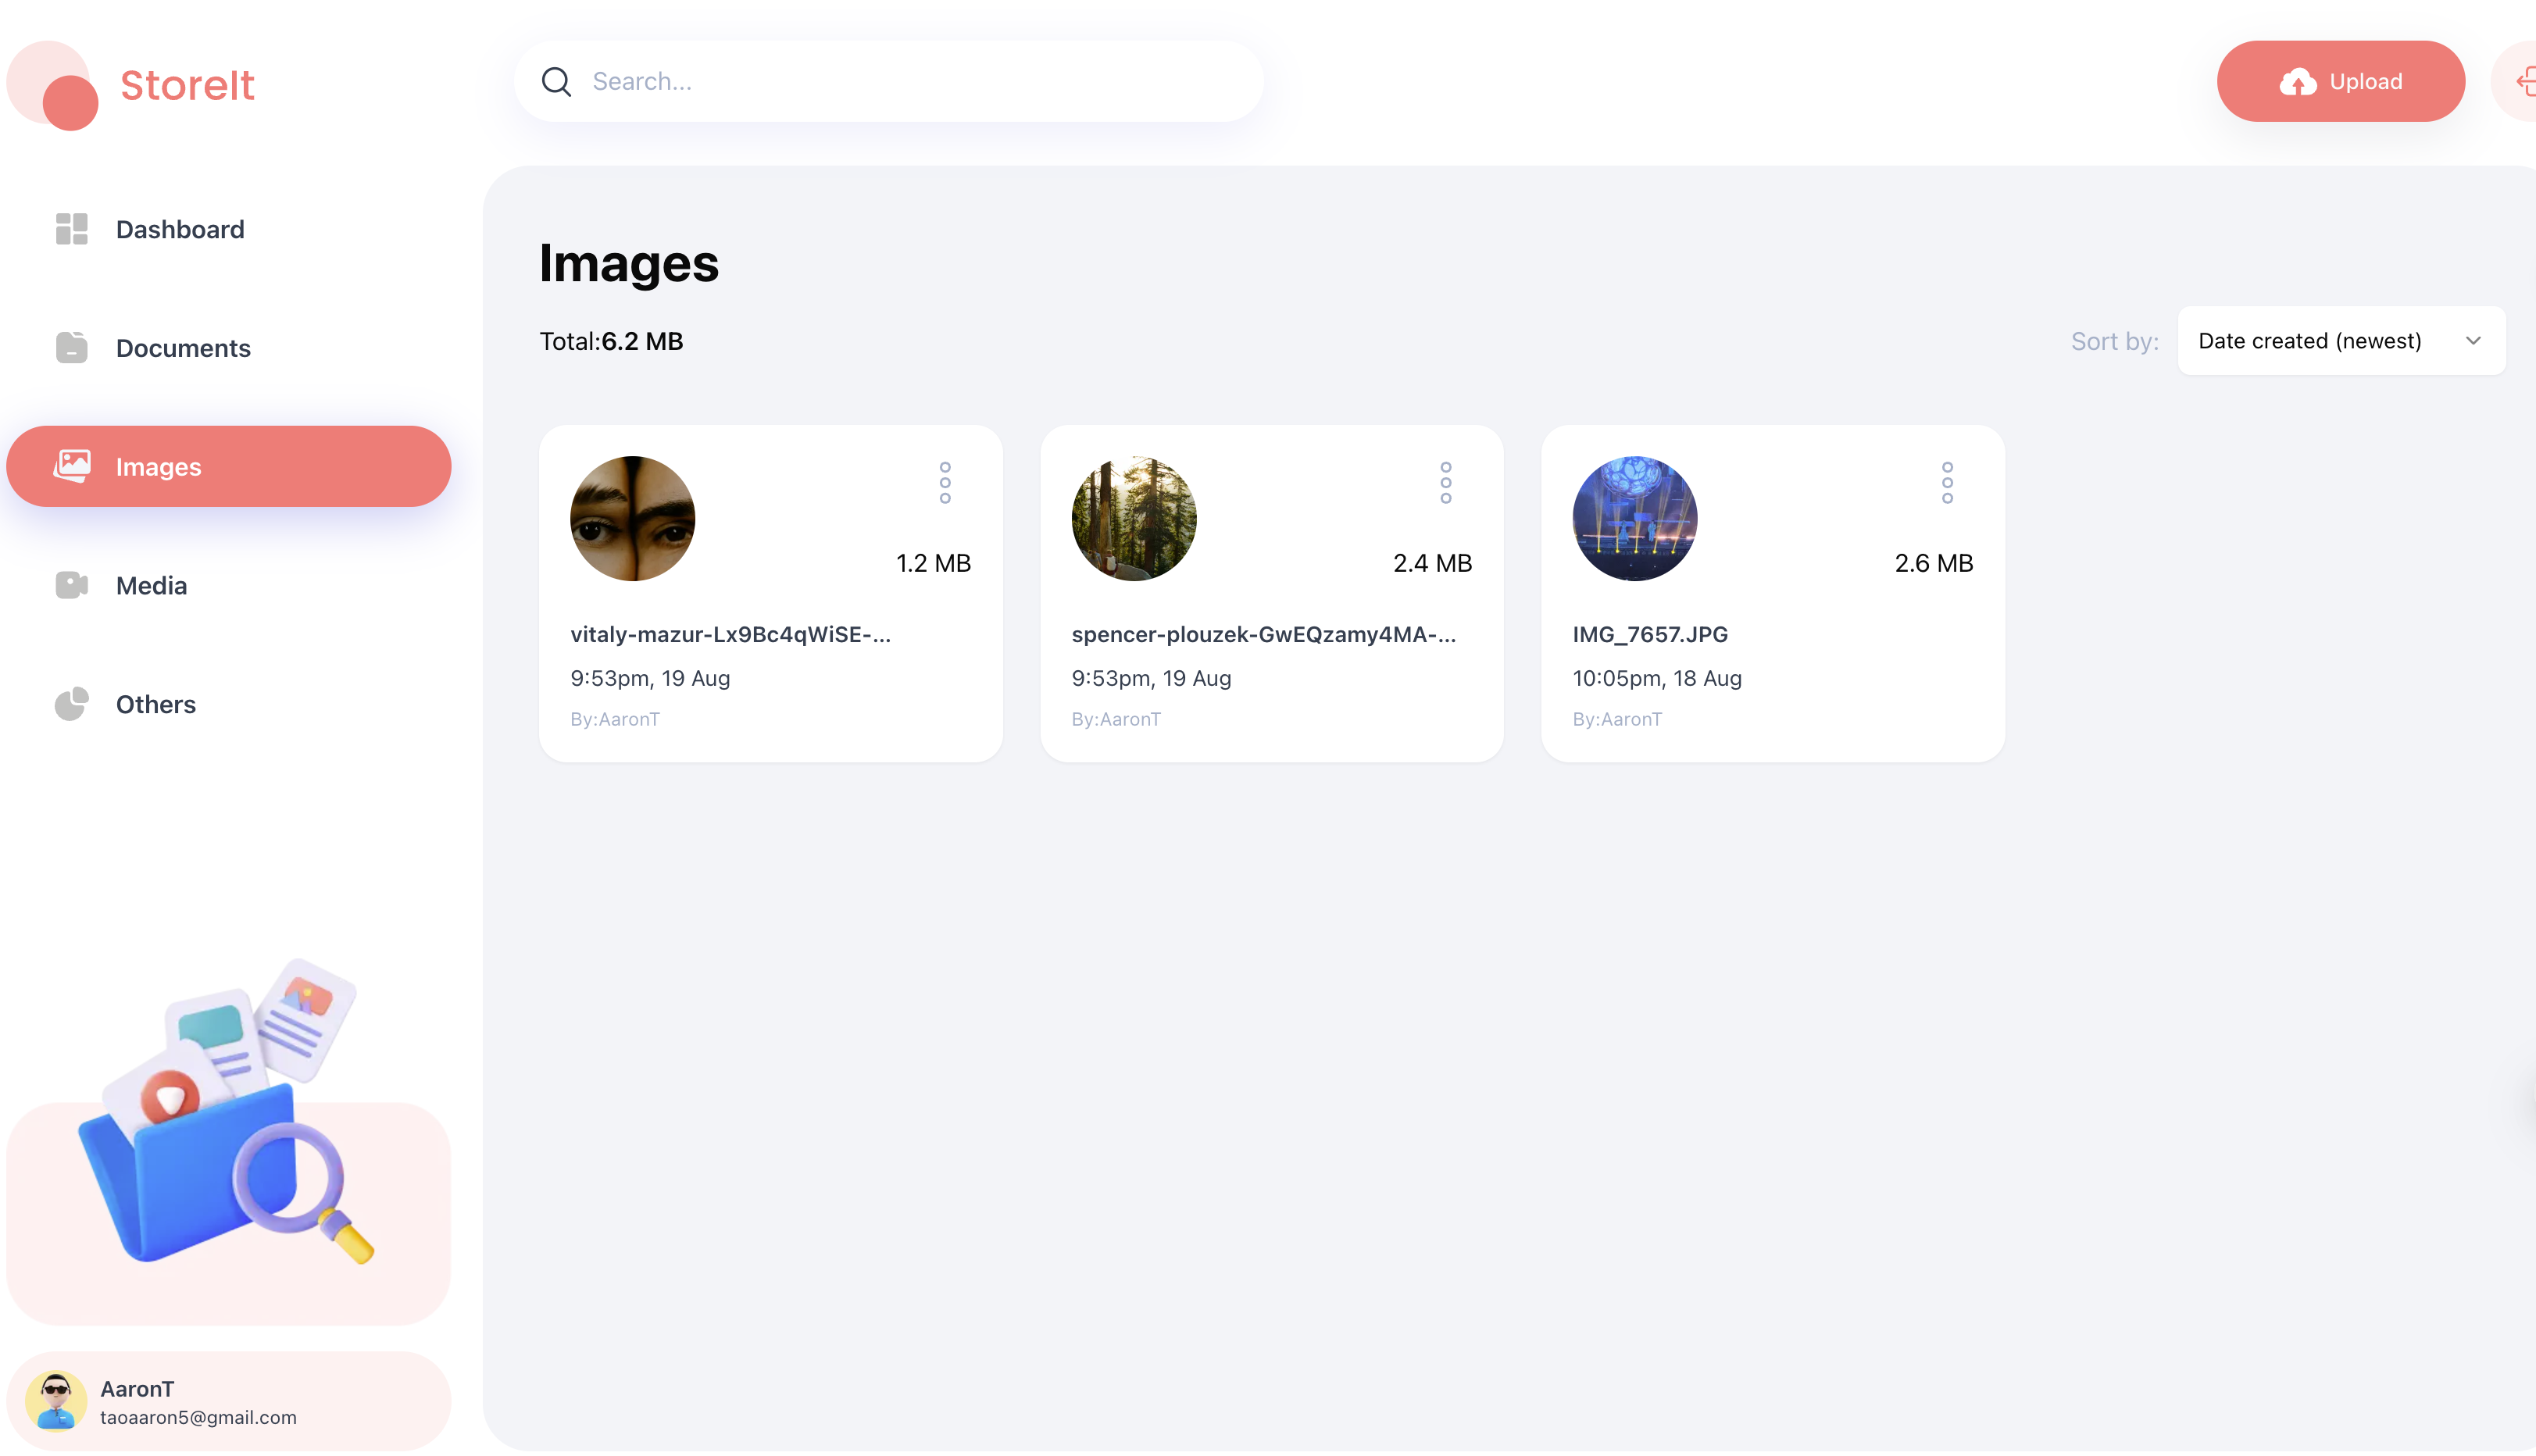 StoreIt
Search...
Upload
Dashboard
Documents
Images
Media
Others
AaronT
taoaaron5@gmail.com
Images
Total:6.2 MB
Sort by:
Date created (newest)
1.2 MB
vitaly-mazur-Lx9Bc4qWiSE-...
9:53pm, 19 Aug
By:AaronT
2.4 MB
spencer-plouzek-GwEQzamy4MA-...
9:53pm, 19 Aug
By:AaronT
2.6 MB
IMG_7657.JPG
10:05pm, 18 Aug
By:AaronT